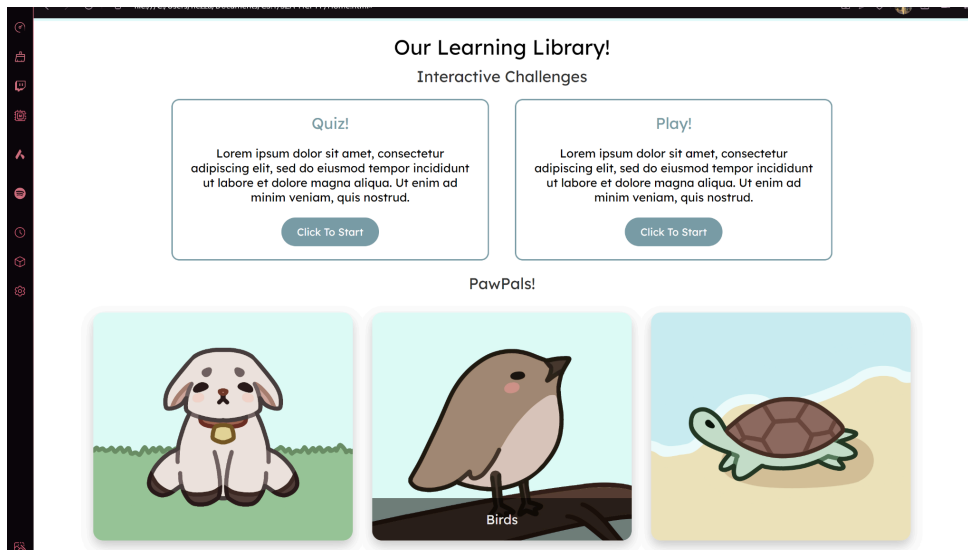 Our Learning Library!
Interactive Challenges
Quiz!
Lorem ipsum dolor sit amet, consectetur
adipiscing elit, sed do eiusmod tempor incididunt
ut labore et dolore magna aliqua. Ut enim ad
minim veniam, quis nostrud.
Click To Start
Play!
Lorem ipsum dolor sit amet, consectetur
adipiscing elit, sed do eiusmod tempor incididunt
ut labore et dolore magna aliqua. Ut enim ad
minim veniam, quis nostrud.
Click To Start
PawPals!
Birds